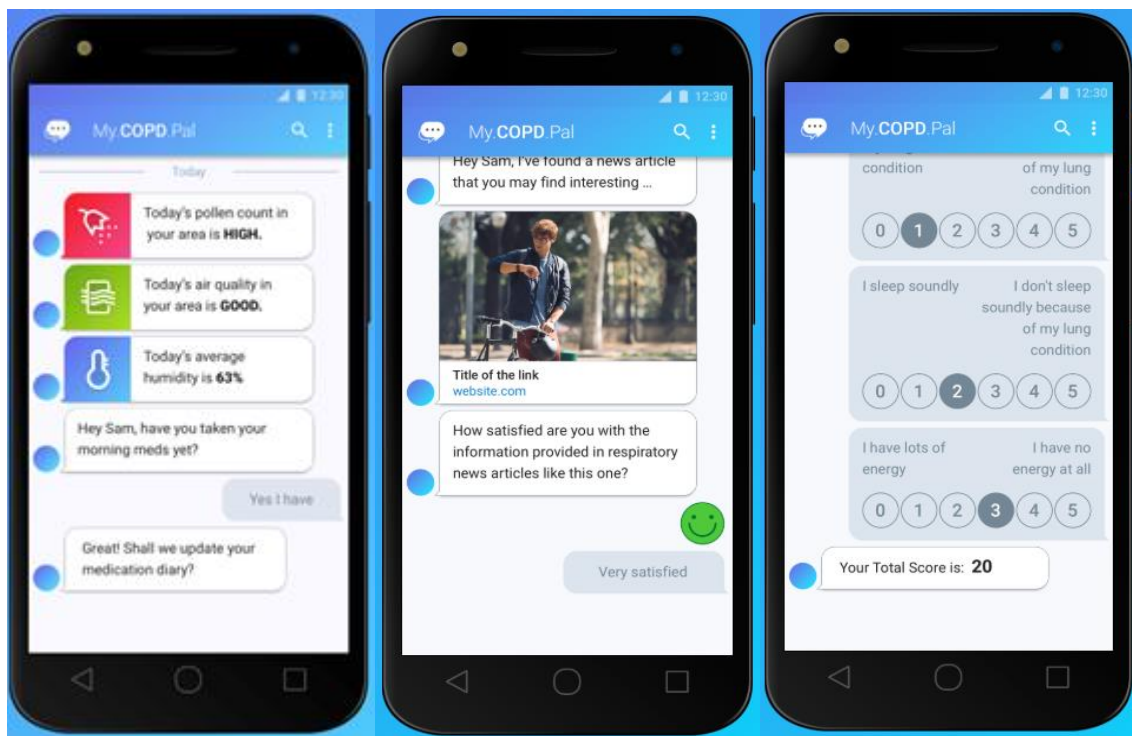 12:30
My.COPD.Pal
Today
Today's pollen count in
your area is HIGH.
Today's air quality in
your area is GOOD.
Today's average
humidity is 63%
Hey Sam, have you taken your
morning meds yet?
Yes I have
Great! Shall we update your
medication diary?
12:30
My.COPD.Pal
Hey Sam, I've found a news article
that you may find interesting ...
Title of the link
website.com
How satisfied are you with the
information provided in respiratory
news articles like this one?
Very satisfied
12:30
My.COPD.Pal
condition of my lung
condition
0 1 2 3 4 5
I sleep soundly I don't sleep
soundly because
of my lung
condition
0 1 2 3 4 5
I have lots of I have no
energy energy at all
0 1 2 3 4 5
Your Total Score is: 20